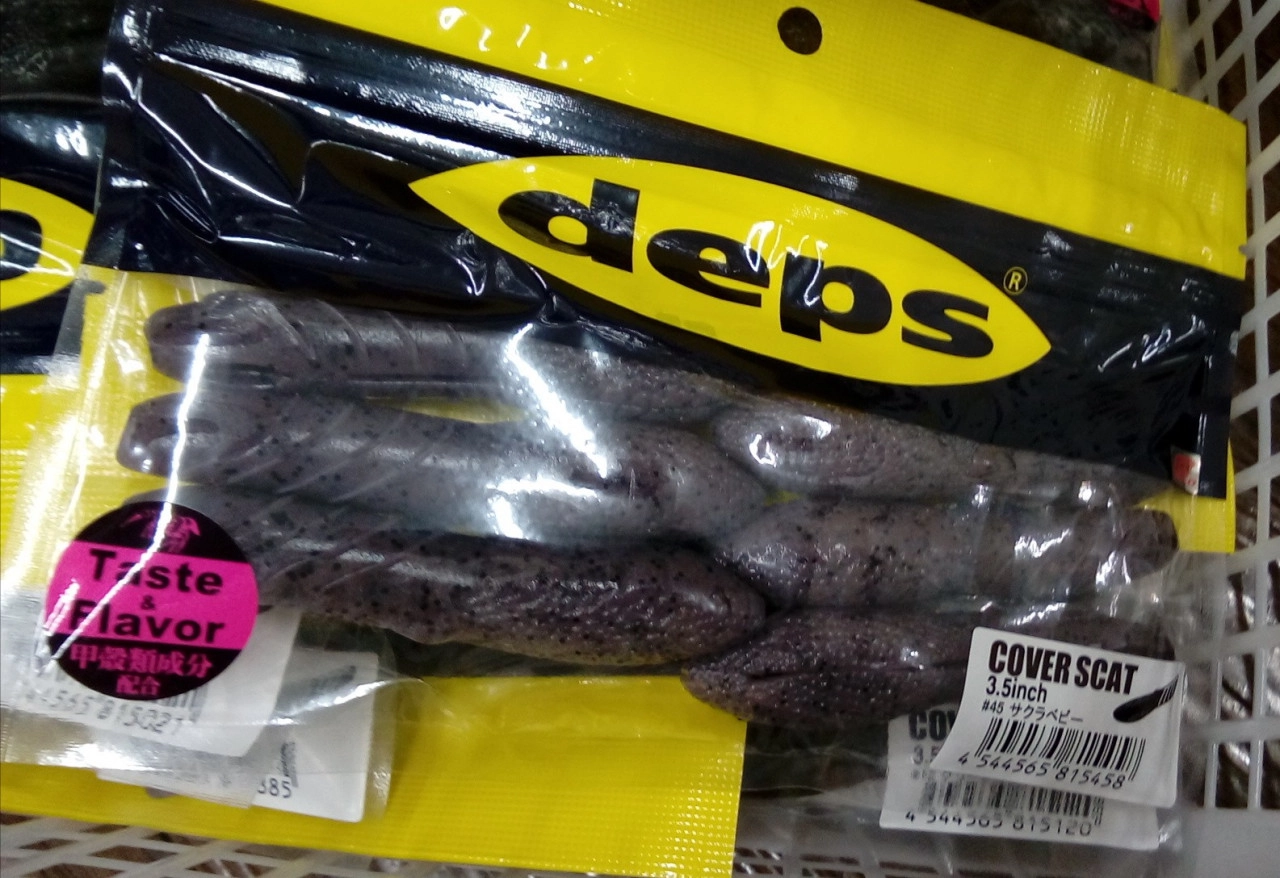 deps®
Taste
&
Flavor
甲殻類成分
配合
COVER SCAT
3.5inch
#45 サクラベビー
4 544565 815458
4 544565 815120
385